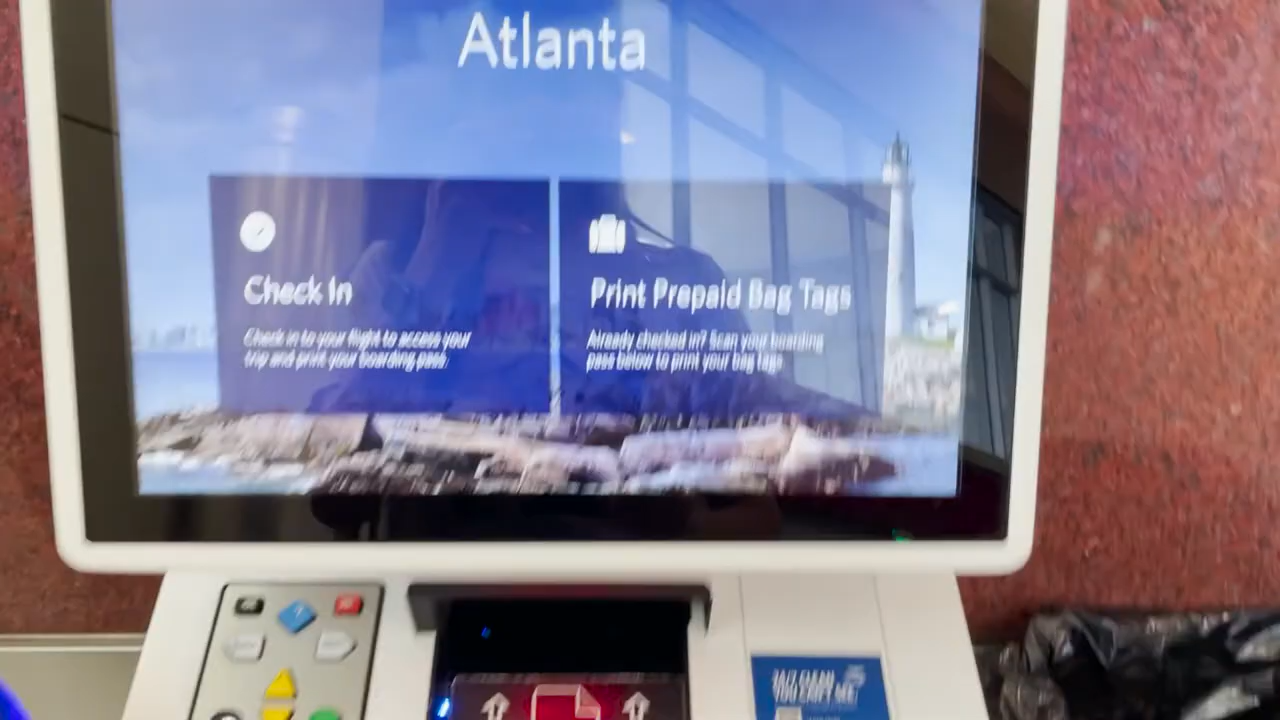 Atlanta
Check In
Check in to your flight to access your
trip and print your boarding pass.
Print Prepaid Bag Tags
Already checked in? Scan your boarding
pass below to print your bag tags